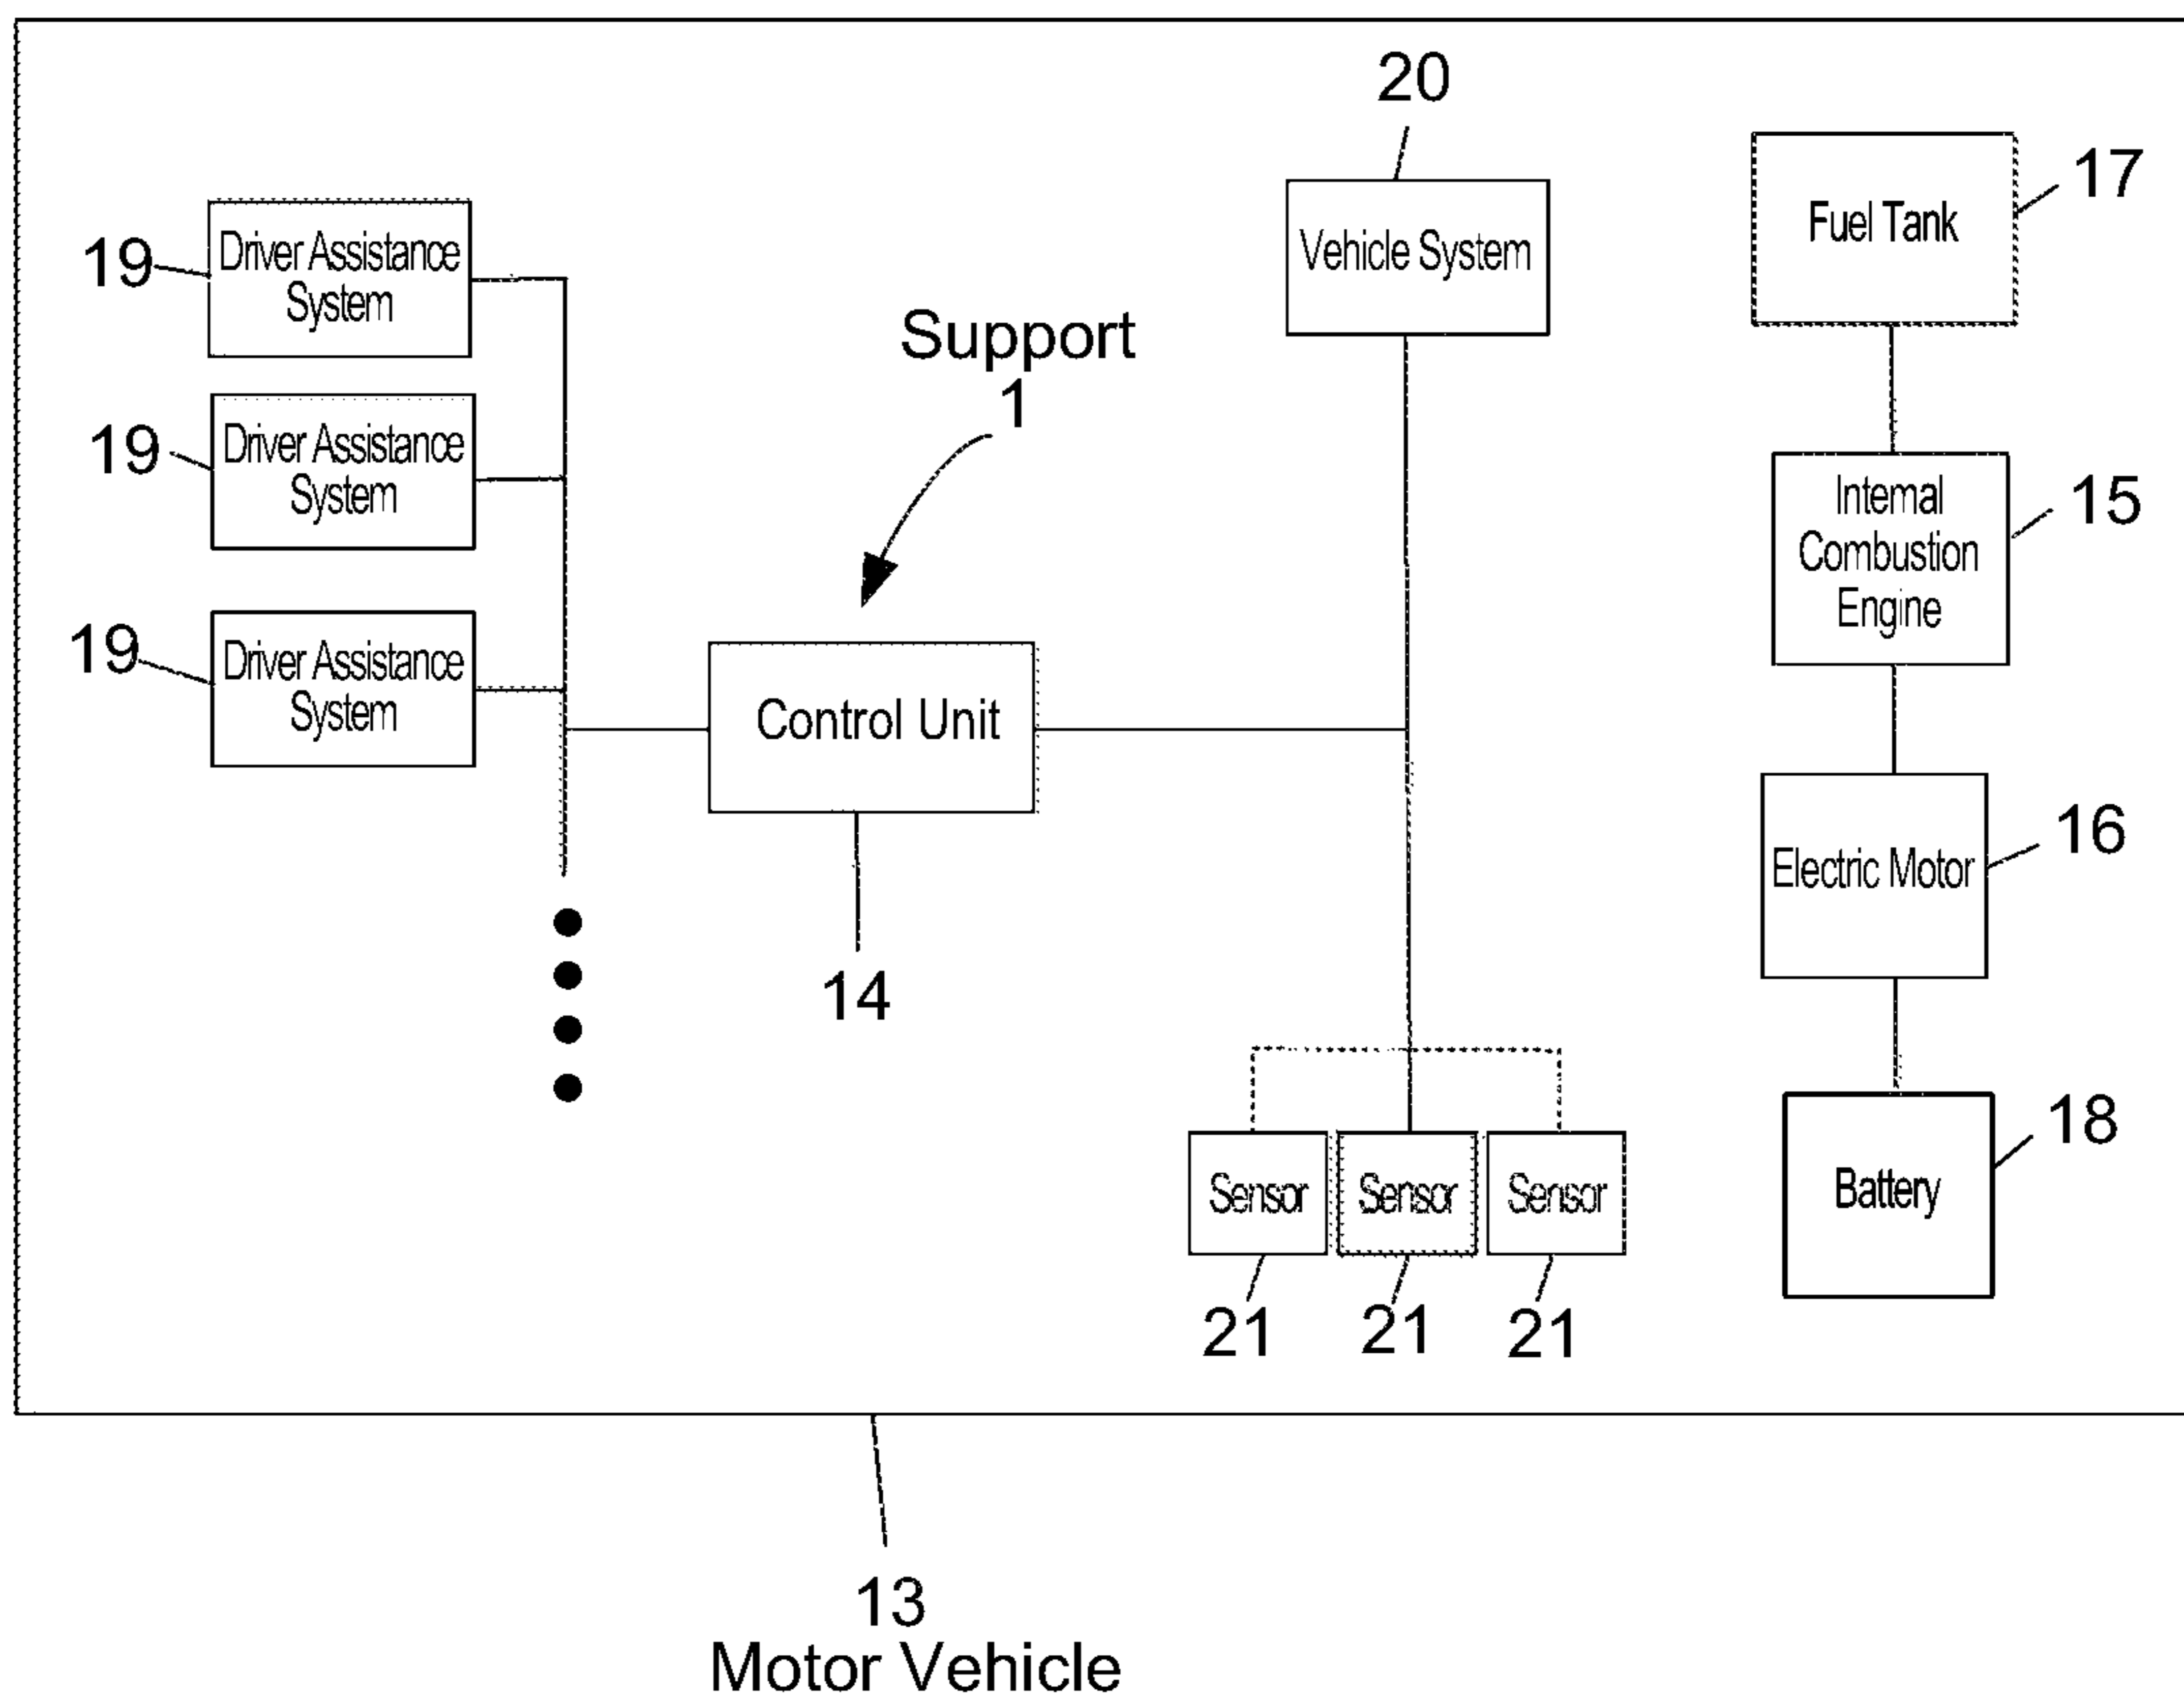 20
17
Fuel Tank
19
Driver Assistance
System
Vehicle System
Support
1
19
Driver Assistance
System
15
Internal
Combustion
Engine
19
Driver Assistance
System
Control Unit
16
Electric Motor
14
18
Battery
Sensor
Sensor
Sensor
21
21
21
13
Motor Vehicle